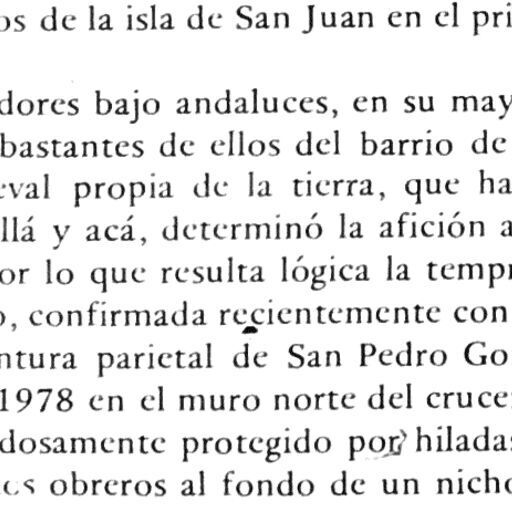 os de la isla de San Juan en el pri
dores bajo andaluces, en su may
bastantes de ellos del barrio de
eval propia de la tierra, que ha
llá y acá, determinó la afición a
or lo que resulta lógica la tempr
o, confirmada recientemente con
ntura parietal de San Pedro Go
1978 en el muro norte del cruce
dosamente protegido por hiladas
es obreros al fondo de un nicho